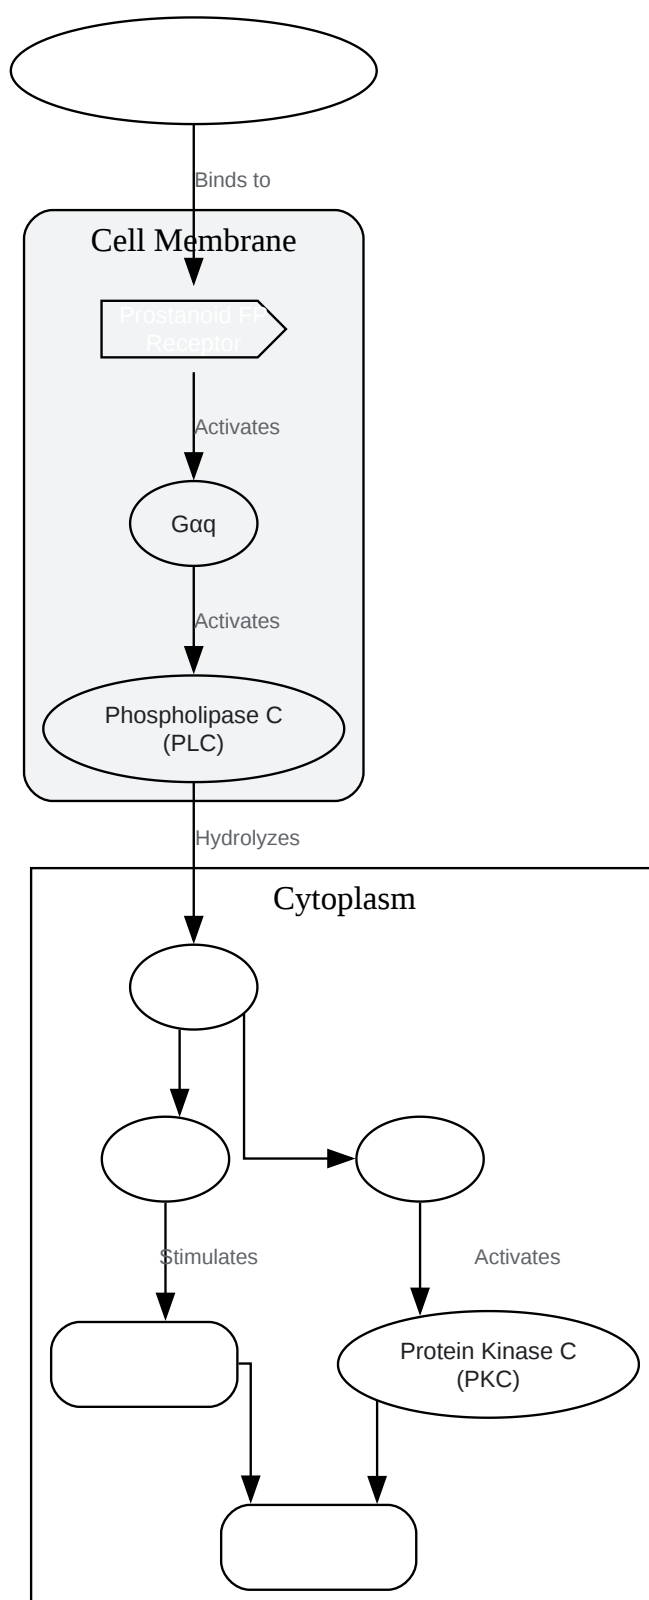 Binds to
Cell Membrane
Prostanoid FP
Receptor
Activates
Gαq
Activates
Phospholipase C
(PLC)
Hydrolyzes
Cytoplasm
Stimulates
Activates
Protein Kinase C
(PKC)